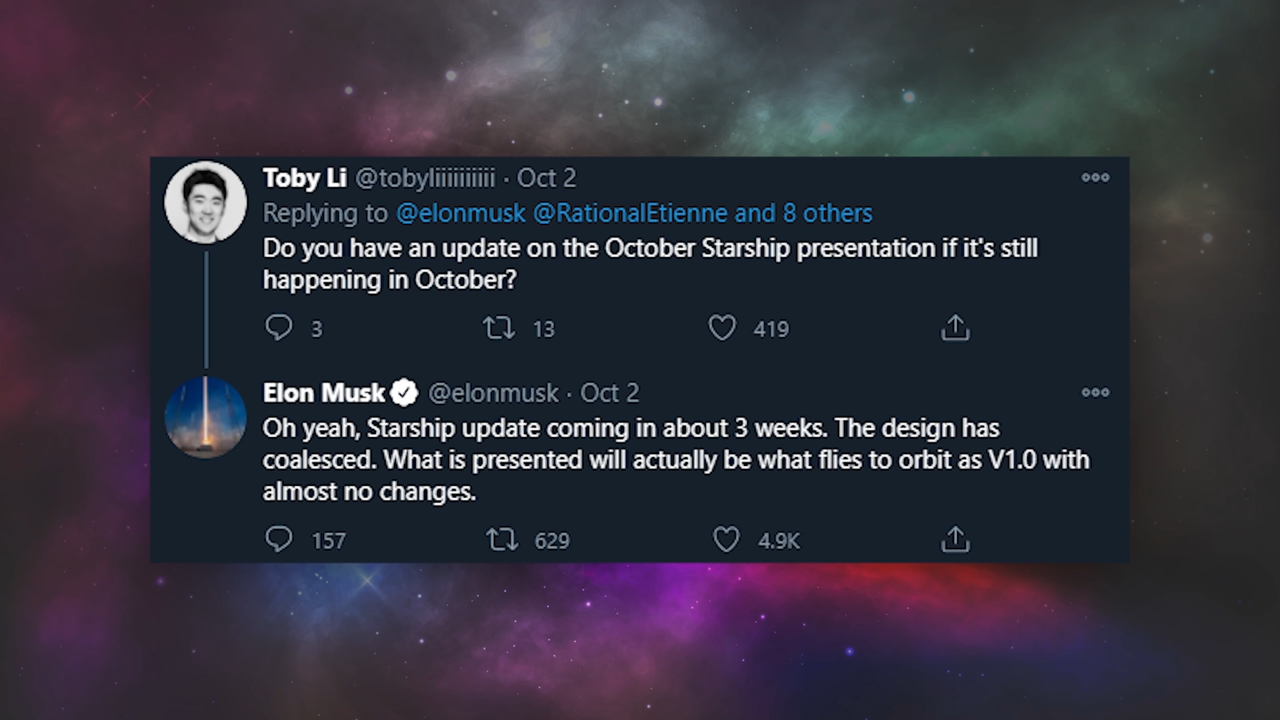 Toby Li @tobyliiiiiiiiiii · Oct 2
Replying to @elonmusk @RationalEtienne and 8 others
Do you have an update on the October Starship presentation if it's still
happening in October?
3 13 419
Elon Musk @elonmusk · Oct 2
Oh yeah, Starship update coming in about 3 weeks. The design has
coalesced. What is presented will actually be what flies to orbit as V1.0 with
almost no changes.
157 629 4.9K